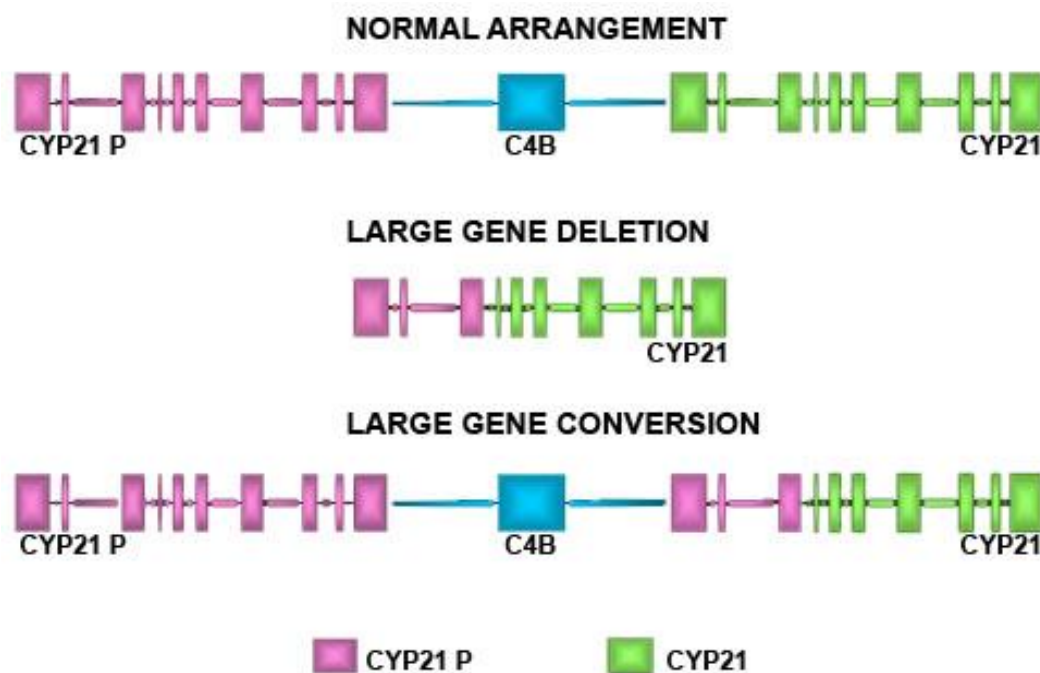 NORMAL ARRANGEMENT
CYP21 P C4B CYP21
LARGE GENE DELETION
CYP21
LARGE GENE CONVERSION
CYP21 P C4B CYP21
CYP21 P CYP21